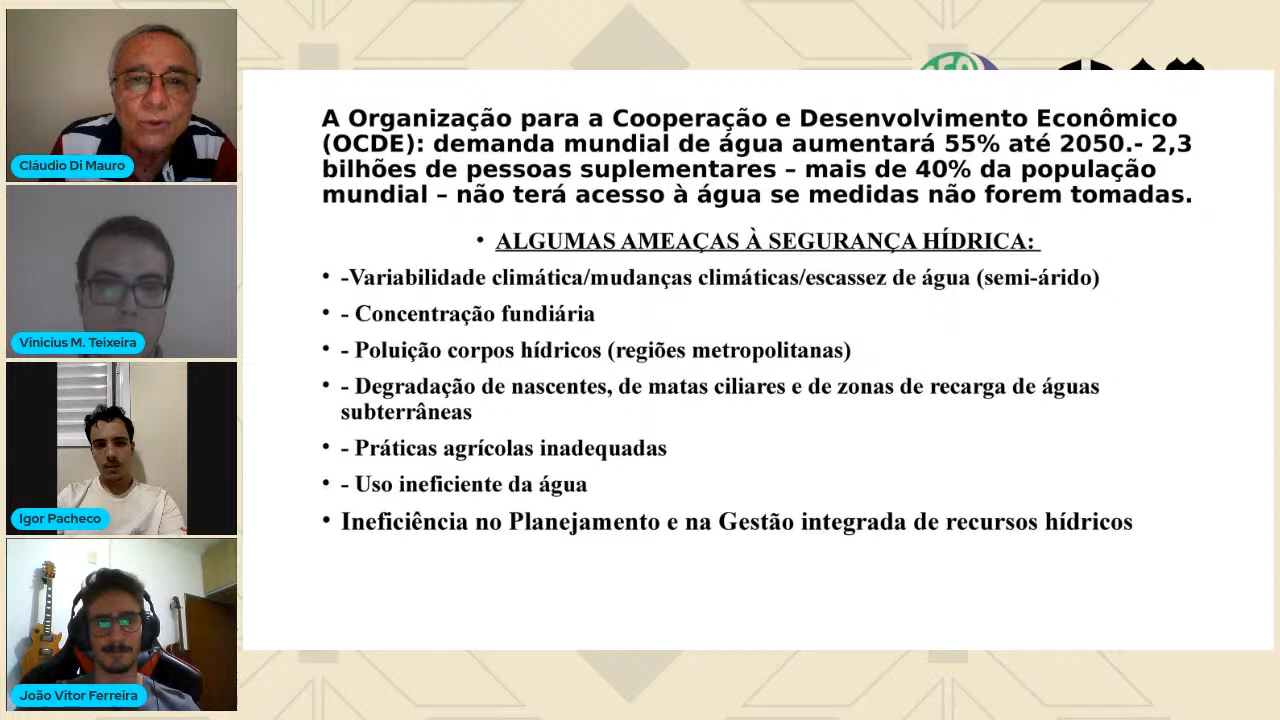 Cláudio Di Mauro
Vinicius M. Teixeira
Igor Pacheco
João Vitor Ferreira
A Organização para a Cooperação e Desenvolvimento Econômico
(OCDE): demanda mundial de água aumentará 55% até 2050.- 2,3
bilhões de pessoas suplementares – mais de 40% da população
mundial – não terá acesso à água se medidas não forem tomadas.
• ALGUMAS AMEAÇAS À SEGURANÇA HÍDRICA:
• -Variabilidade climática/mudanças climáticas/escassez de água (semi-árido)
• - Concentração fundiária
• - Poluição corpos hídricos (regiões metropolitanas)
• - Degradação de nascentes, de matas ciliares e de zonas de recarga de águas
subterrâneas
• - Práticas agrícolas inadequadas
• - Uso ineficiente da água
• Ineficiência no Planejamento e na Gestão integrada de recursos hídricos